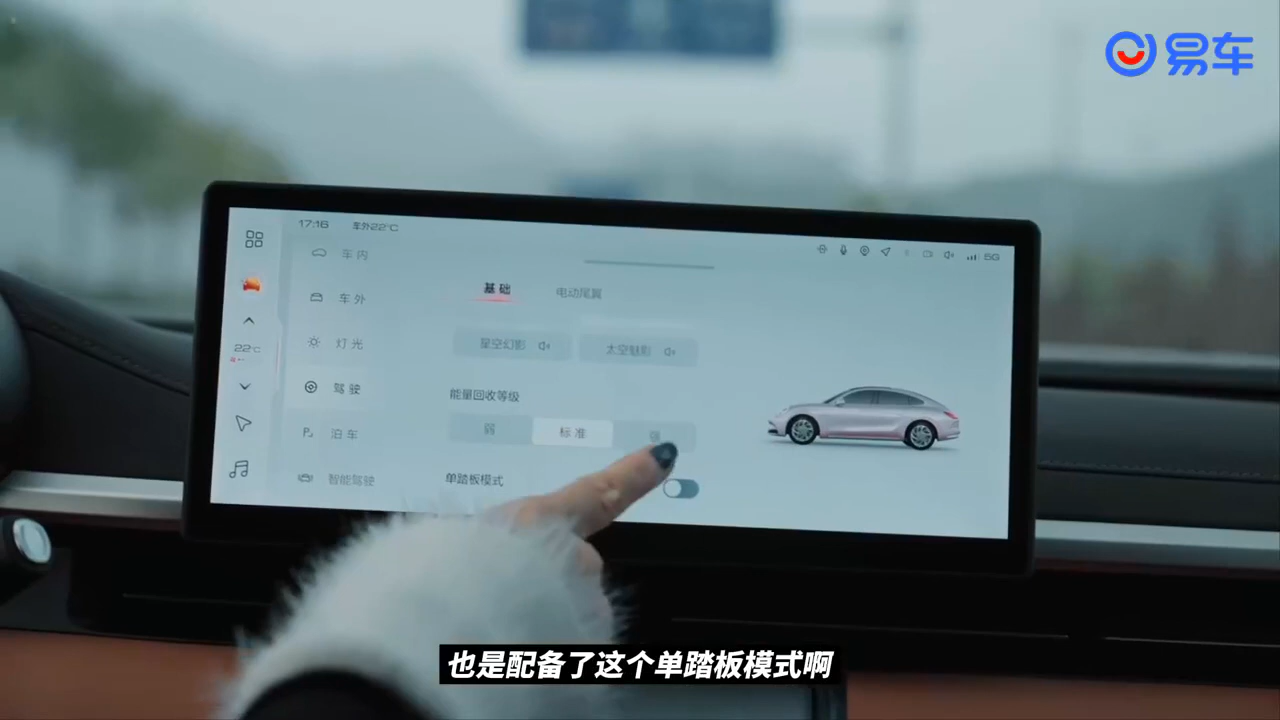 易车
17:16 车外22°C
5G
车内
基础 电动尾翼
车外
22°C
灯光
星空幻影 太空魅影
驾驶
能量回收等级
弱 标准 强
泊车
单踏板模式
智能驾驶
也是配备了这个单踏板模式啊